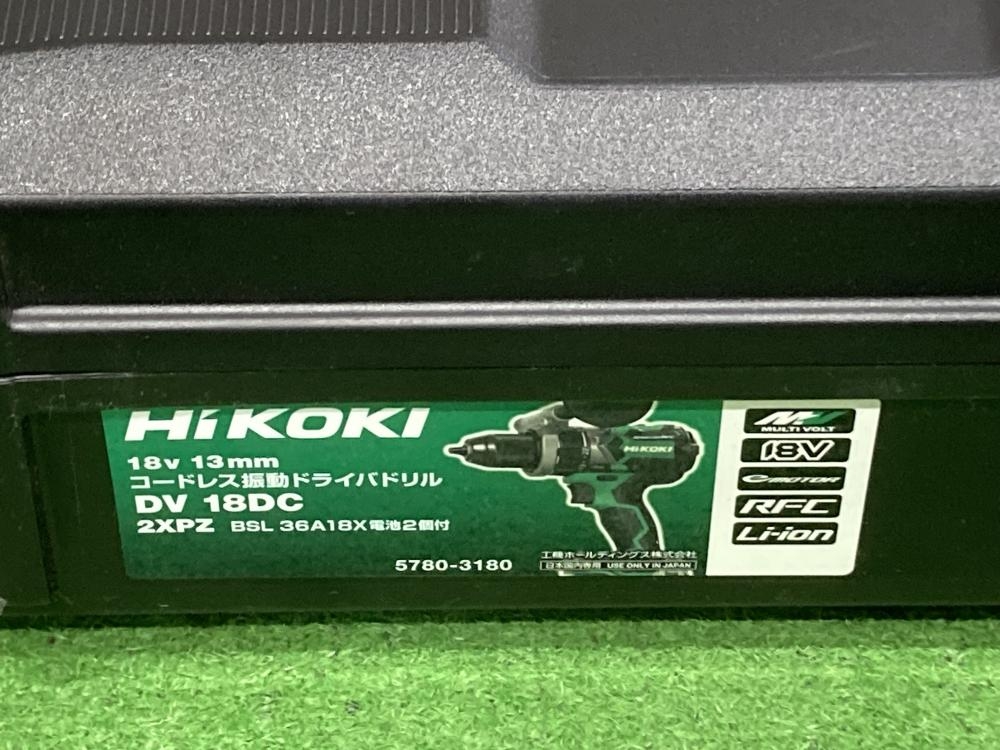 HiKOKI
18v 13mm
コードレス振動ドライバドリル
DV 18DC
2XPZ BSL 36A18X電池2個付
5780-3180
HiKOKI
工機ホールディングス株式会社
日本国内専用 USE ONLY IN JAPAN
MV
MULTI VOLT
18V
e-MOTOR
RFC
Li-ion